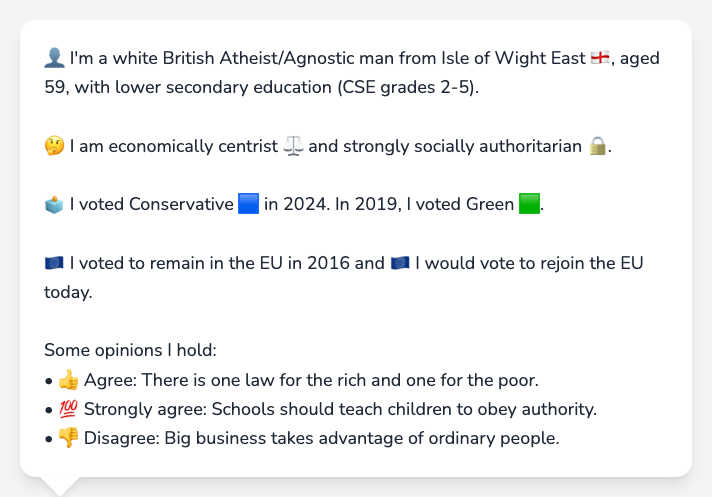 👤 I'm a white British Atheist/Agnostic man from Isle of Wight East 🏴󠁧󠁢󠁥󠁮󠁧󠁿, aged
59, with lower secondary education (CSE grades 2-5).
🤔 I am economically centrist ⚖️ and strongly socially authoritarian 🔒.
🗳️ I voted Conservative 🟦 in 2024. In 2019, I voted Green 🟩.
🇪🇺 I voted to remain in the EU in 2016 and 🇪🇺 I would vote to rejoin the EU
today.
Some opinions I hold:
• 👍 Agree: There is one law for the rich and one for the poor.
• 💯 Strongly agree: Schools should teach children to obey authority.
• 👎 Disagree: Big business takes advantage of ordinary people.